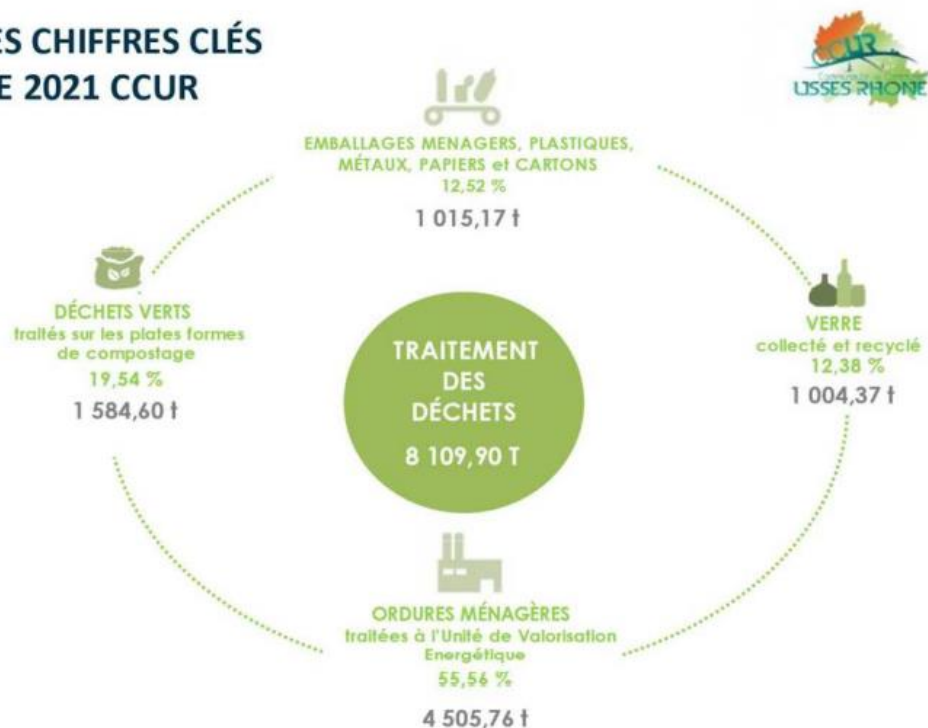 ES CHIFFRES CLÉS
E 2021 CCUR
CCUR
USSES RHONE
EMBALLAGES MENAGERS, PLASTIQUES,
MÉTAUX, PAPIERS et CARTONS
12,52 %
1 015,17 t
DÉCHETS VERTS
traités sur les plates formes
de compostage
19,54 %
1 584,60 t
VERRE
collecté et recyclé
12,38 %
1 004,37 t
TRAITEMENT
DES
DÉCHETS
8 109,90 T
ORDURES MÉNAGÈRES
traitées à l'Unité de Valorisation
Energétique
55,56 %
4 505,76 t